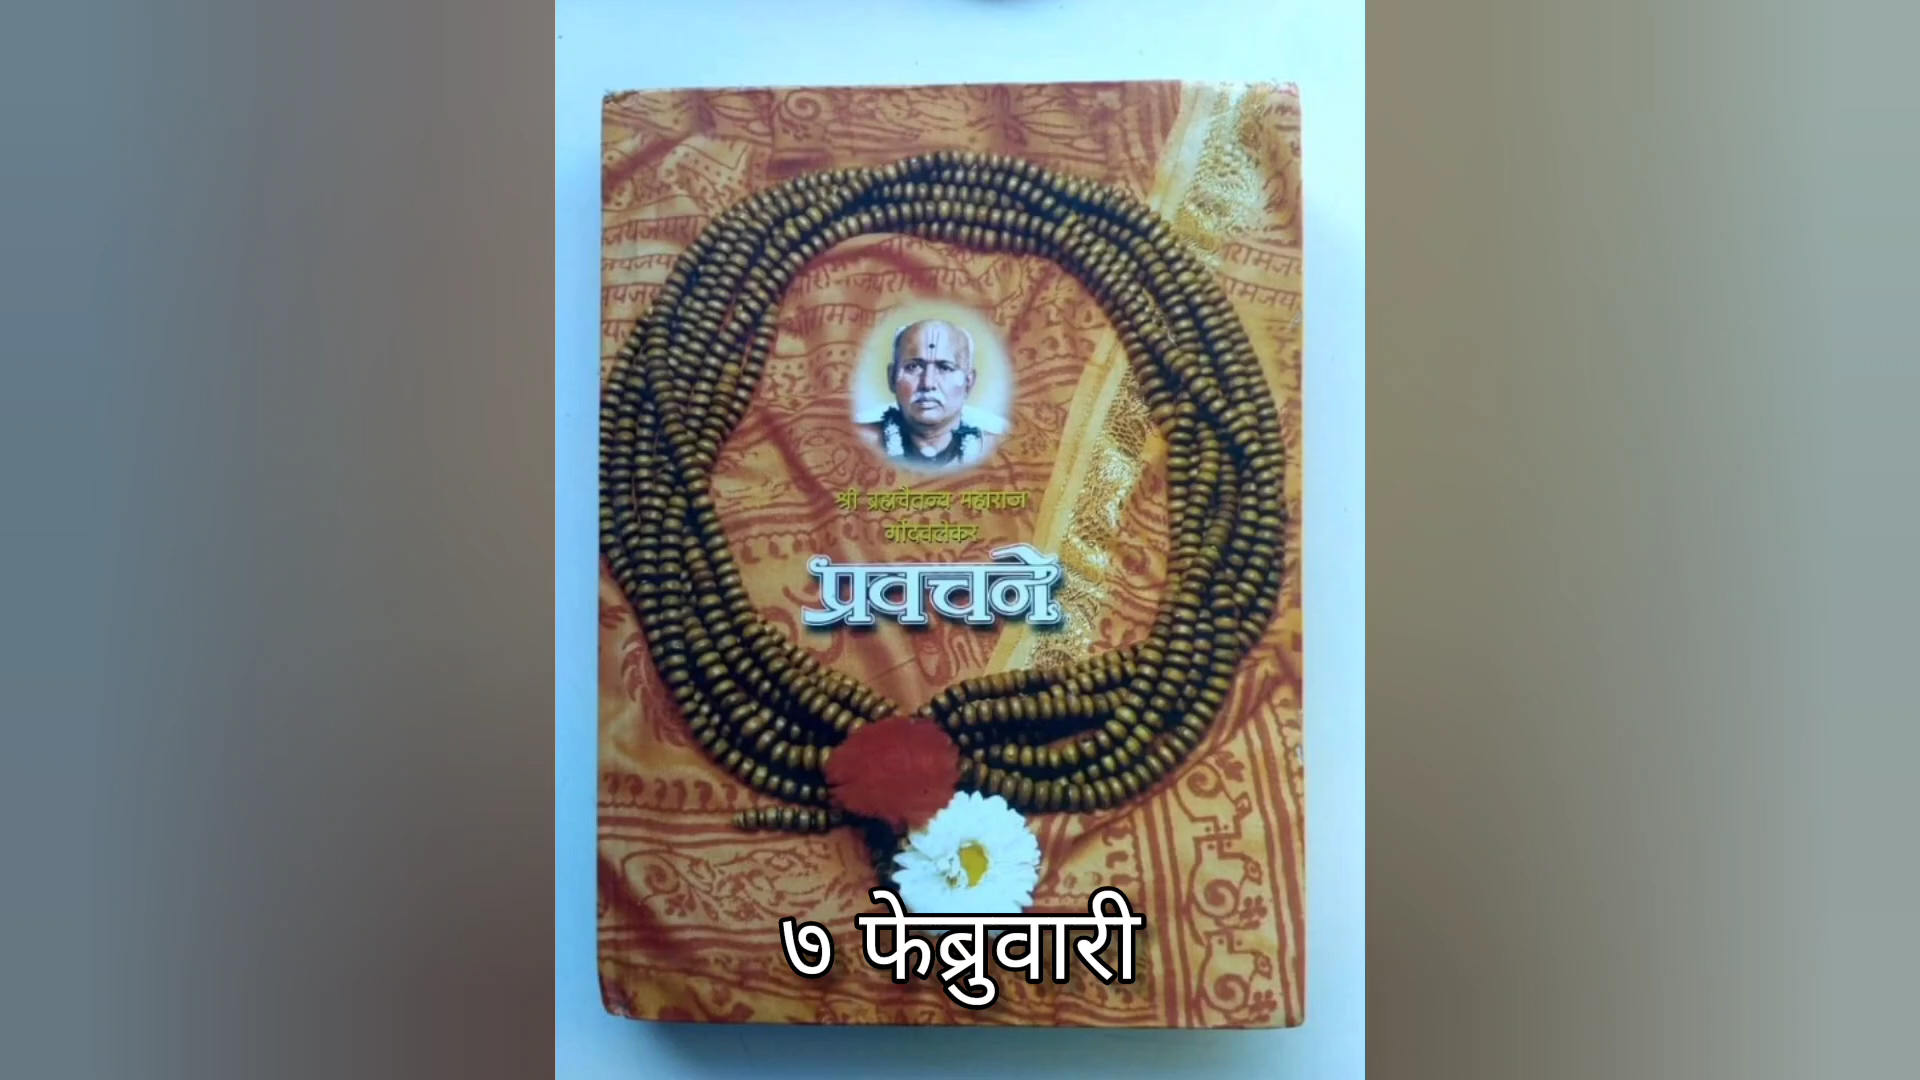 श्री ब्रह्मचैतन्य महाराज
गोंदवलेकर
प्रवचने
७ फेब्रुवारी